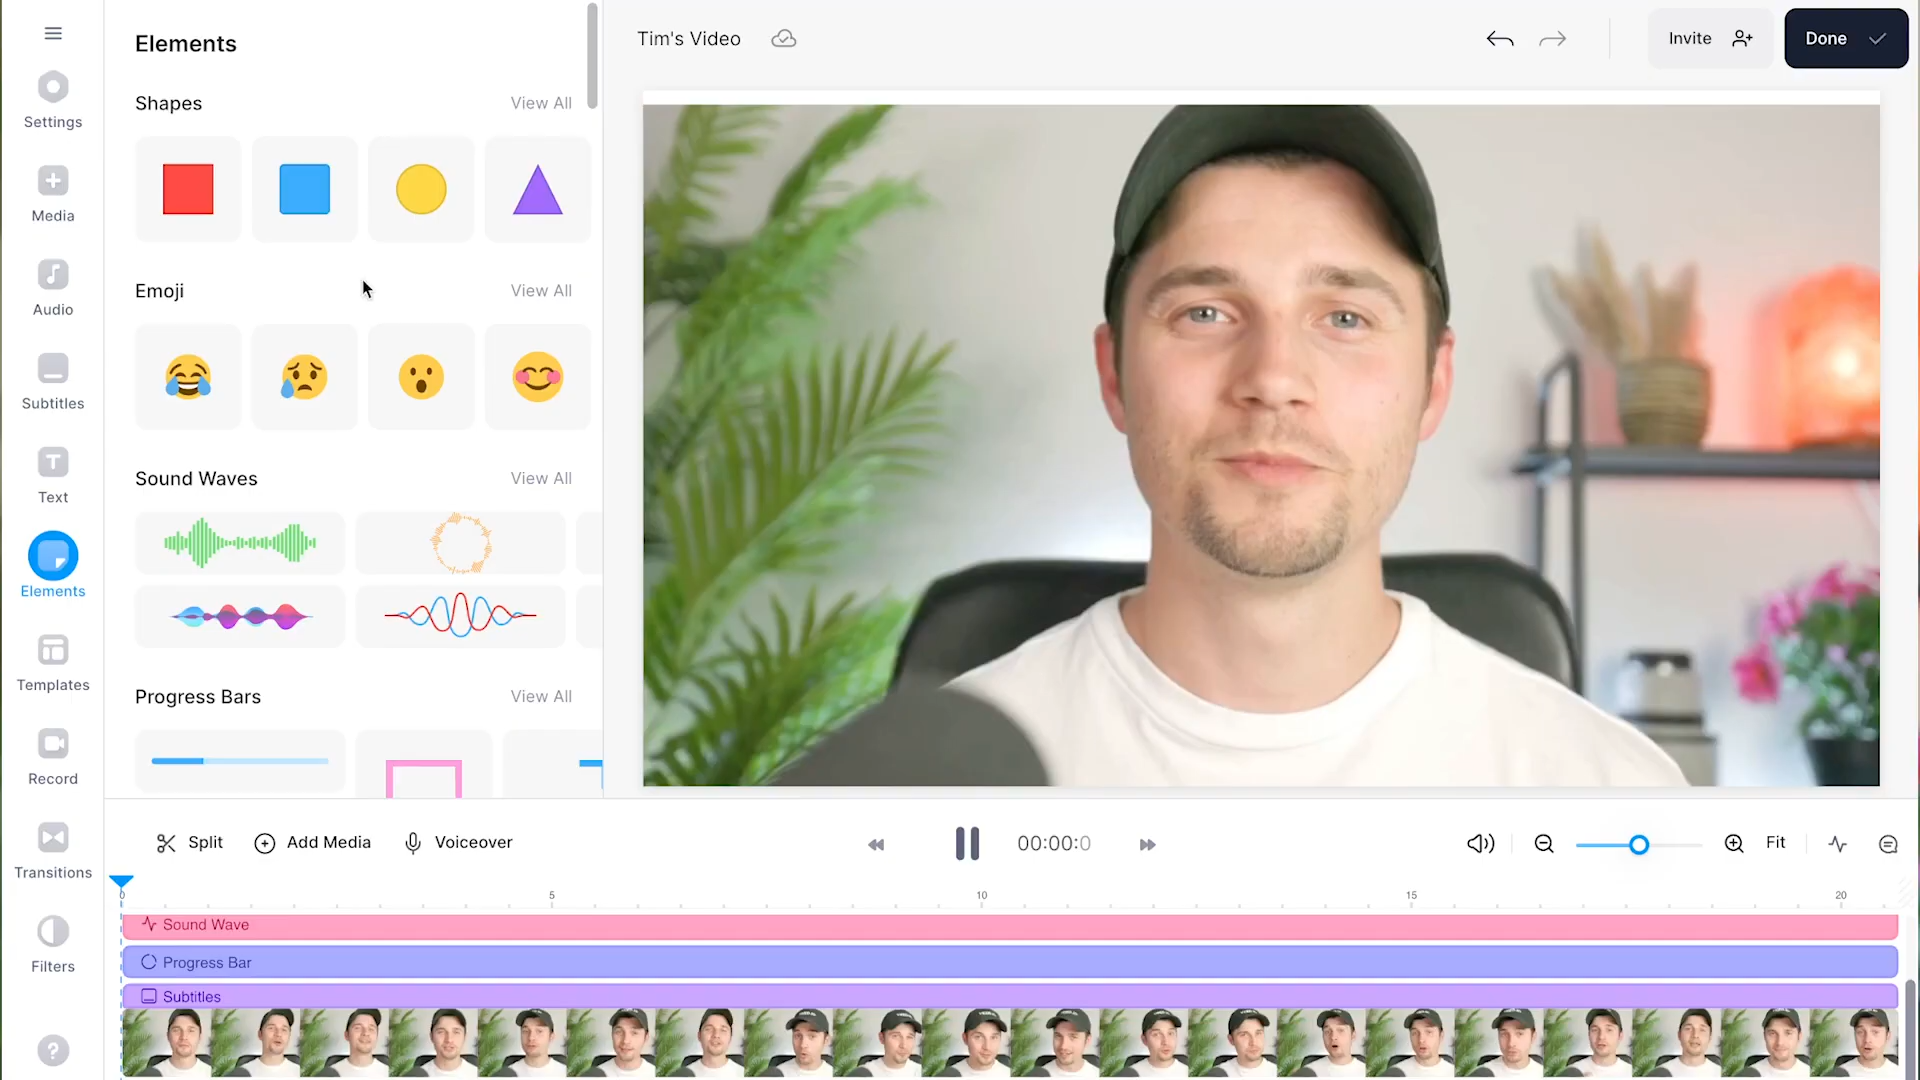 Elements
Tim's Video
Invite
Done
Shapes
View All
Emoji
View All
Sound Waves
View All
Progress Bars
View All
Settings
Media
Audio
Subtitles
Text
Elements
Templates
Record
Transitions
Filters
Split
Add Media
Voiceover
00:00:0
Fit
0
5
10
15
20
Sound Wave
Progress Bar
Subtitles